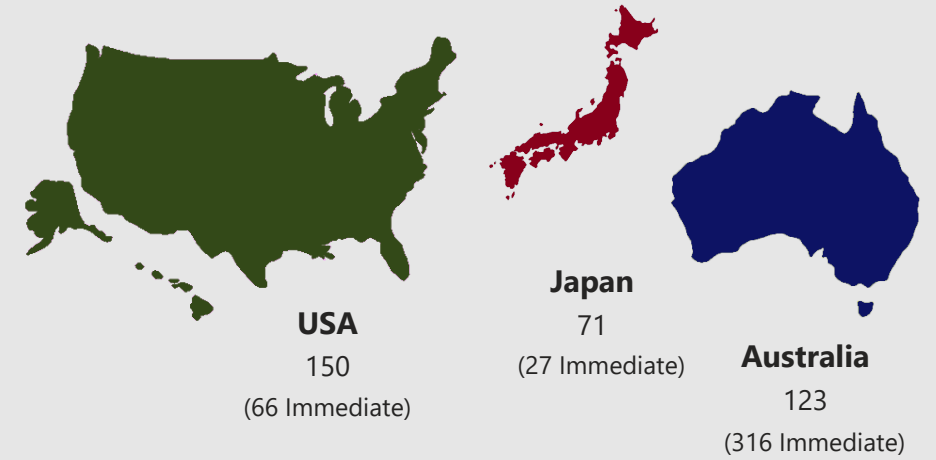 USA
150
(66 Immediate)
Japan
71
(27 Immediate)
Australia
123
(316 Immediate)